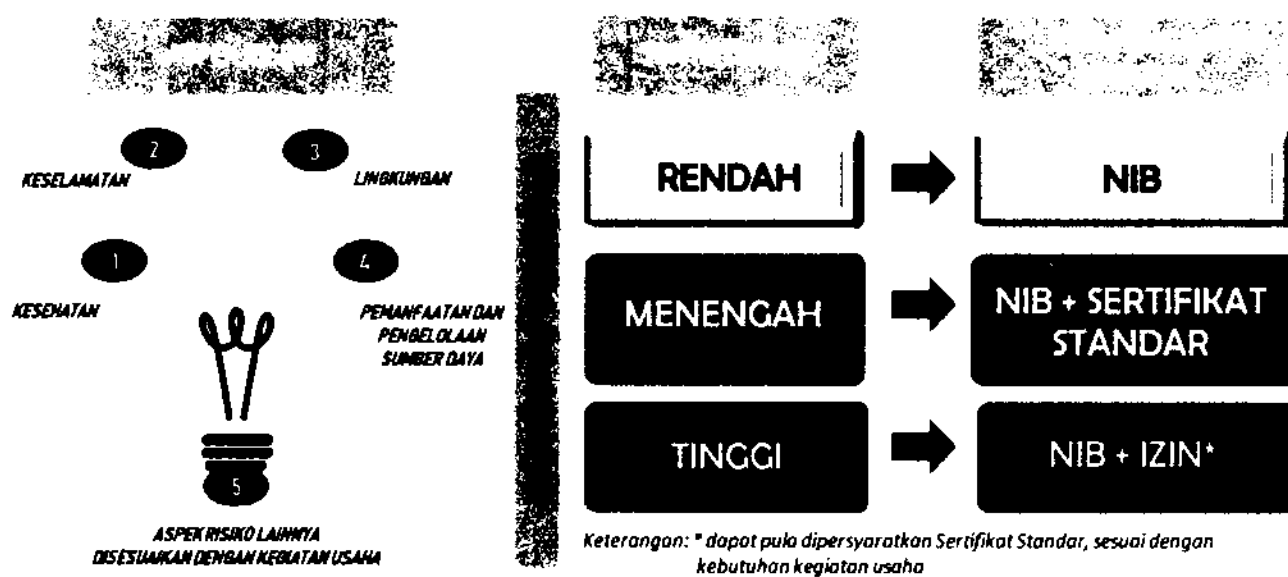 2
3
KESELAMATAN
LINGKUNGAN
1
4
KESEHATAN
PEMANFAATAN DAN
PENGELOLAAN
SUMBER DAYA
5
ASPEK RISIKO LAINNYA
DISESUAIKAN DENGAN KEGIATAN USAHA
RENDAH
NIB
MENENGAH
NIB + SERTIFIKAT
STANDAR
TINGGI
NIB + IZIN*
Keterangan: * dapat pula dipersyaratkan Sertifikat Standar, sesuai dengan
kebutuhan kegiatan usaha